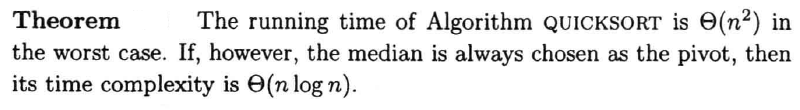 Theorem The running time of Algorithm QUICKSORT is Θ(n²) in
the worst case. If, however, the median is always chosen as the pivot, then
its time complexity is Θ(n log n).